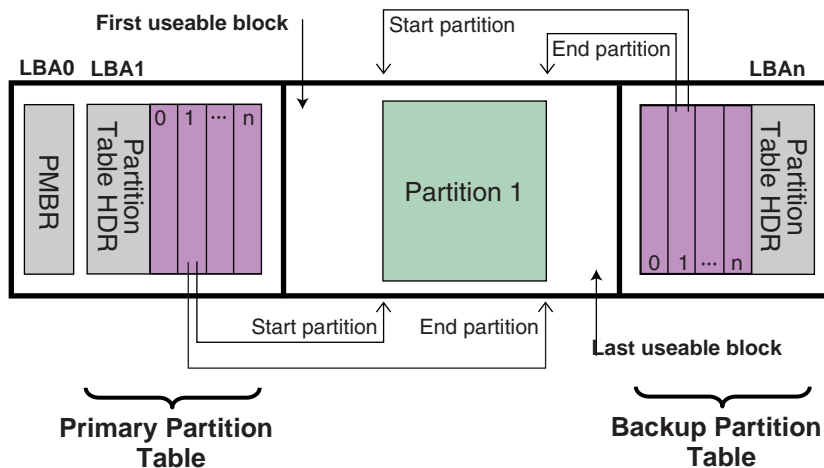 First useable block
Start partition
End partition
LBA0
LBA1
LBAn
PMBR
Partition
Table HDR
0 1 ... n
Partition 1
0 1 ... n
Partition
Table HDR
Start partition
End partition
Last useable block
Primary Partition
Table
Backup Partition
Table